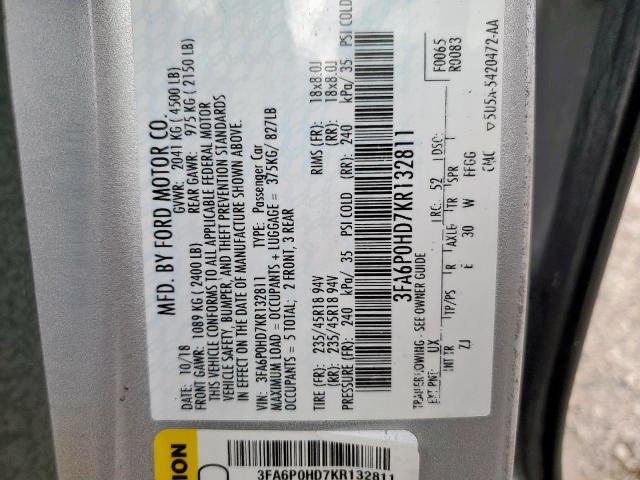 MFD. BY FORD MOTOR CO.
10/18 GVWR: 2041 KG ( 4500 LB)
FRONT GAWR: 1089 KG (2400 LB) REAR GAWR: 975 KG ( 2150 LB)
THIS VEHICLE CONFORMS TO ALL APPLICABLE FEDERAL MOTOR
VEHICLE SAFETY, BUMPER, AND THEFT PREVENTION STANDARDS
IN EFFECT ON THE DATE OF MANUFACTURE SHOWN ABOVE.
VIN: 3FA6P0HD7KR132811 TYPE: Passenger Car
MAXIMUM LOAD = OCCUPANTS + LUGGAGE = 375KG/ 827LB
OCCUPANTS = 5 TOTAL; 2 FRONT, 3 REAR
TIRE (FR): 235/45R18 94V RIMS (FR): 18x8.0J
(RR): 235/45R18 94V (RR): 18x8.0J
PRESSURE (FR): 240 kPa/ 35 PSI COLD (RR): 240 kPa/ 35 PSI COLD
3FA6P0HD7KR132811
TRAILER TOWING- SEE OWNER GUIDE
F0065
R0083
EXT PNT: UX RC: 52 DSO:
INT TR TP/PS R AXLE TR SPR
ZJ E 30 W FFGG
CMC ▽5U5A-5420472-AA
3FA6P0HD7KR132811